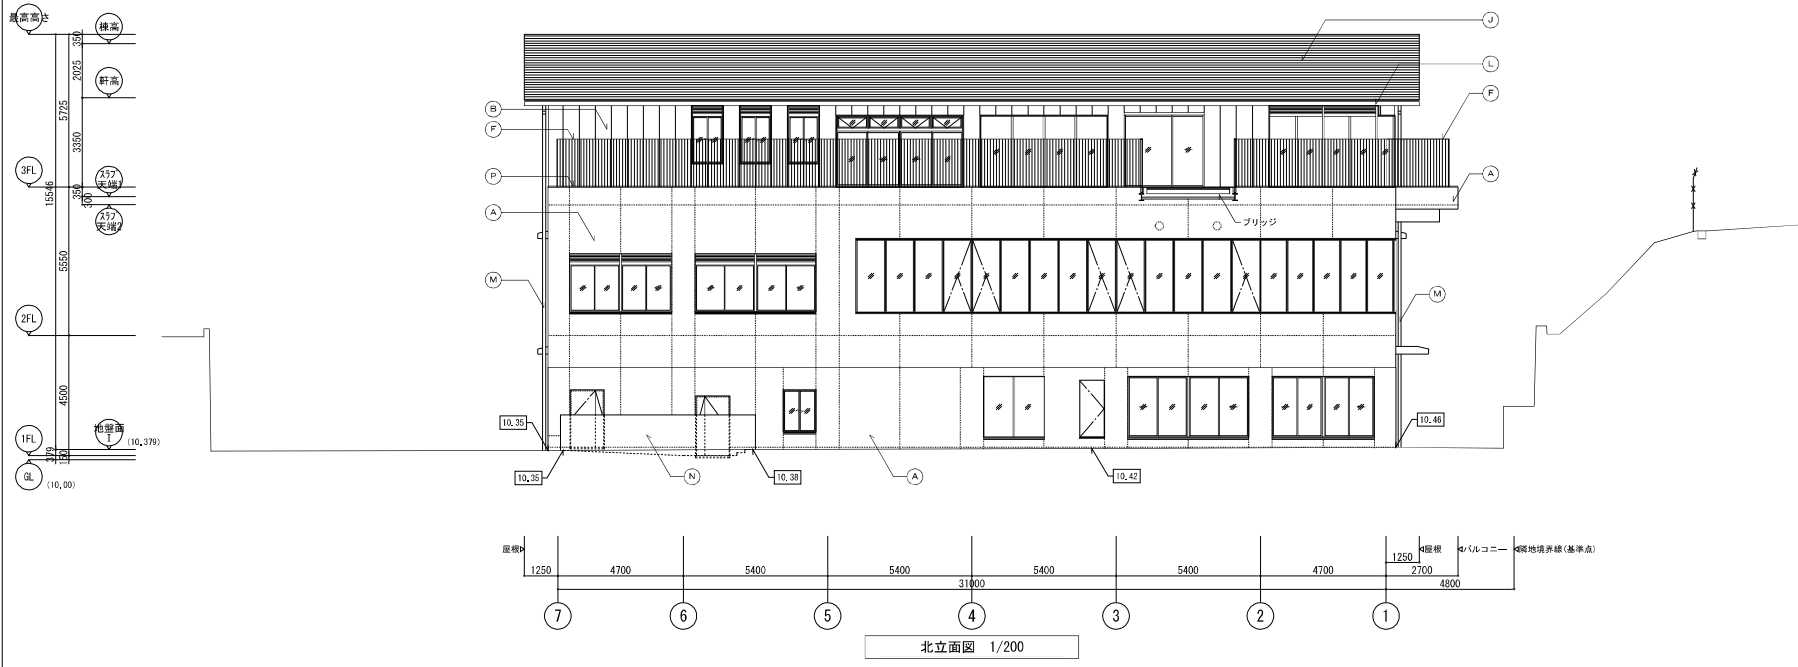 最高高さ
棟高
350
2025
軒高
5725
3350
3FL
スラブ
天端1
15546
350
300
スラブ
天端2
5550
2FL
4500
地盤面
I
1FL
(10.379)
379
150
GL
(10.00)
J
L
B
F
F
P
A
A
ブリッジ
M
M
10.35
10.46
10.35
N
10.38
A
10.42
屋根
1250
屋根
バルコニー
隣地境界線(基準点)
1250
4700
5400
5400
5400
5400
4700
2700
31000
4800
7
6
5
4
3
2
1
北立面図 1/200